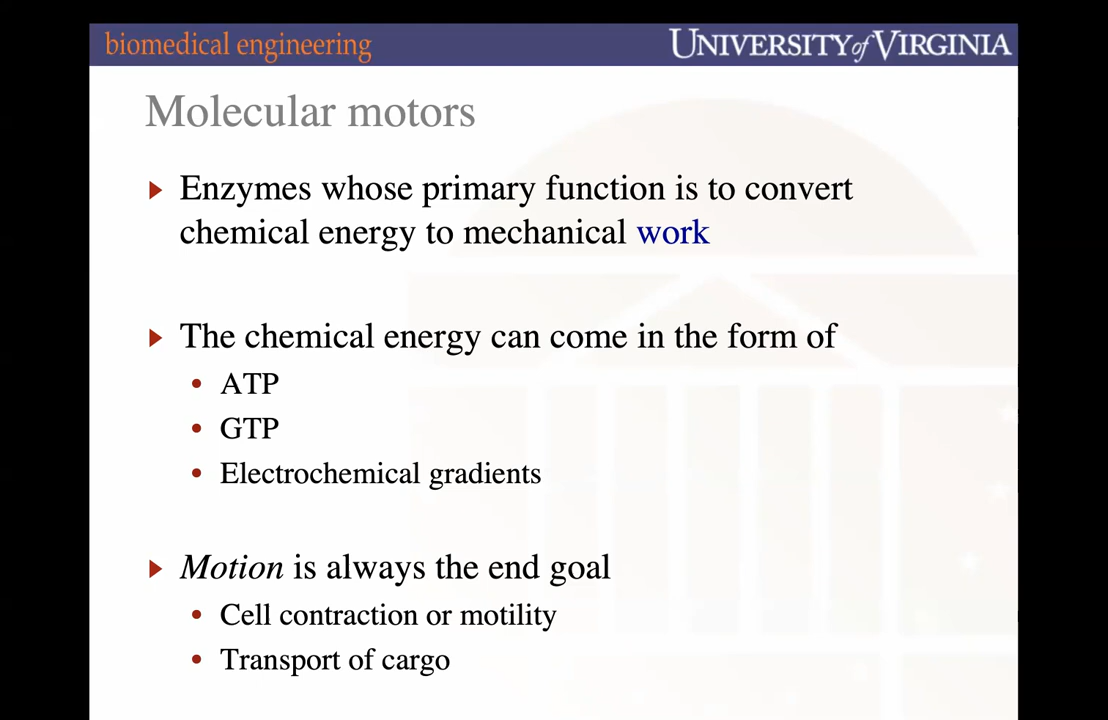 biomedical engineering
UNIVERSITY of VIRGINIA
Molecular motors
Enzymes whose primary function is to convert
chemical energy to mechanical work
The chemical energy can come in the form of
• ATP
• GTP
• Electrochemical gradients
Motion is always the end goal
• Cell contraction or motility
• Transport of cargo